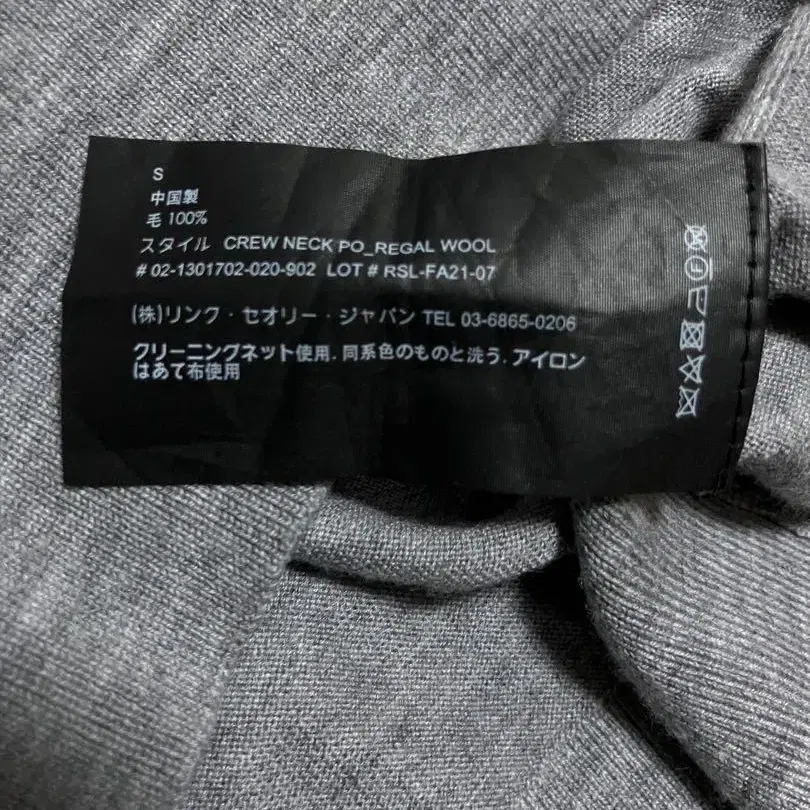 S
中国製
毛 100%
スタイル CREW NECK PO_REGAL WOOL
# 02-1301702-020-902 LOT # RSL-FA21-07
(株)リンク・セオリー・ジャパン TEL 03-6865-0206
クリーニングネット使用. 同系色のものと洗う. アイロン
はあて布使用